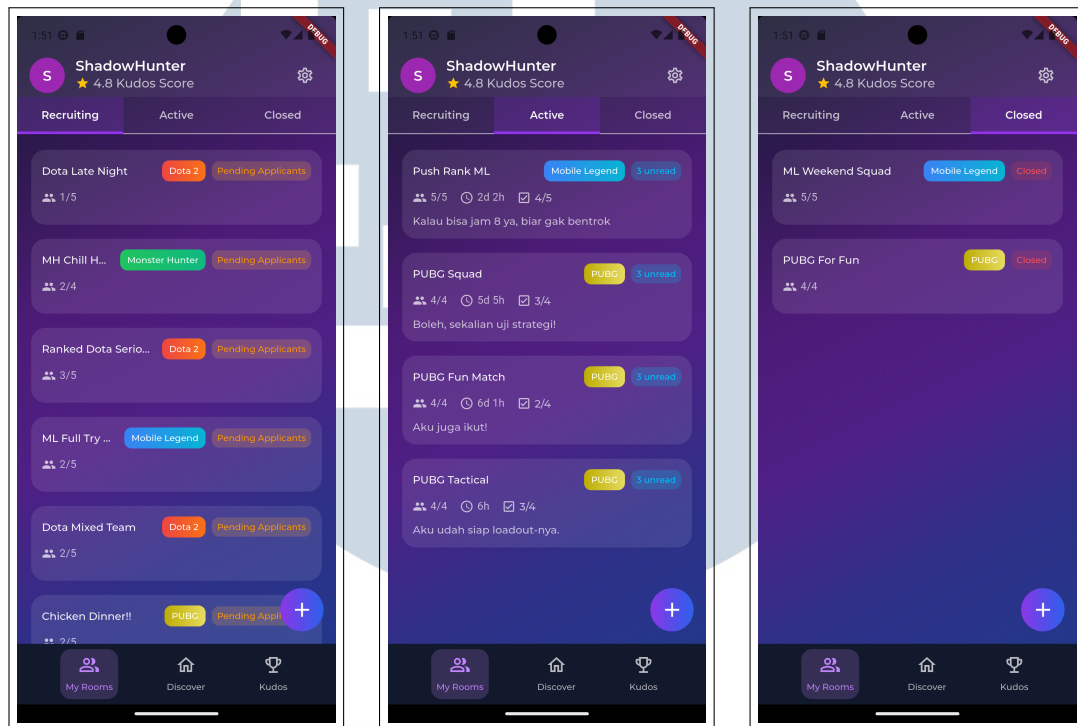 1:51
DEBUG
S
ShadowHunter
4.8 Kudos Score
Recruiting Active Closed
Dota Late Night Dota 2 Pending Applicants
1/5
MH Chill H... Monster Hunter Pending Applicants
2/4
Ranked Dota Serio... Dota 2 Pending Applicants
3/5
ML Full Try ... Mobile Legend Pending Applicants
2/5
Dota Mixed Team Dota 2 Pending Applicants
2/5
Chicken Dinner!! PUBG Pending Appli
2/5
+
My Rooms Discover Kudos
1:51
DEBUG
S
ShadowHunter
4.8 Kudos Score
Recruiting Active Closed
Push Rank ML Mobile Legend 3 unread
5/5 2d 2h 4/5
Kalau bisa jam 8 ya, biar gak bentrok
PUBG Squad PUBG 3 unread
4/4 5d 5h 3/4
Boleh, sekalian uji strategi!
PUBG Fun Match PUBG 3 unread
4/4 6d 1h 2/4
Aku juga ikut!
PUBG Tactical PUBG 3 unread
4/4 6h 3/4
Aku udah siap loadout-nya.
+
My Rooms Discover Kudos
1:51
DEBUG
S
ShadowHunter
4.8 Kudos Score
Recruiting Active Closed
ML Weekend Squad Mobile Legend Closed
5/5
PUBG For Fun PUBG Closed
4/4
+
My Rooms Discover Kudos